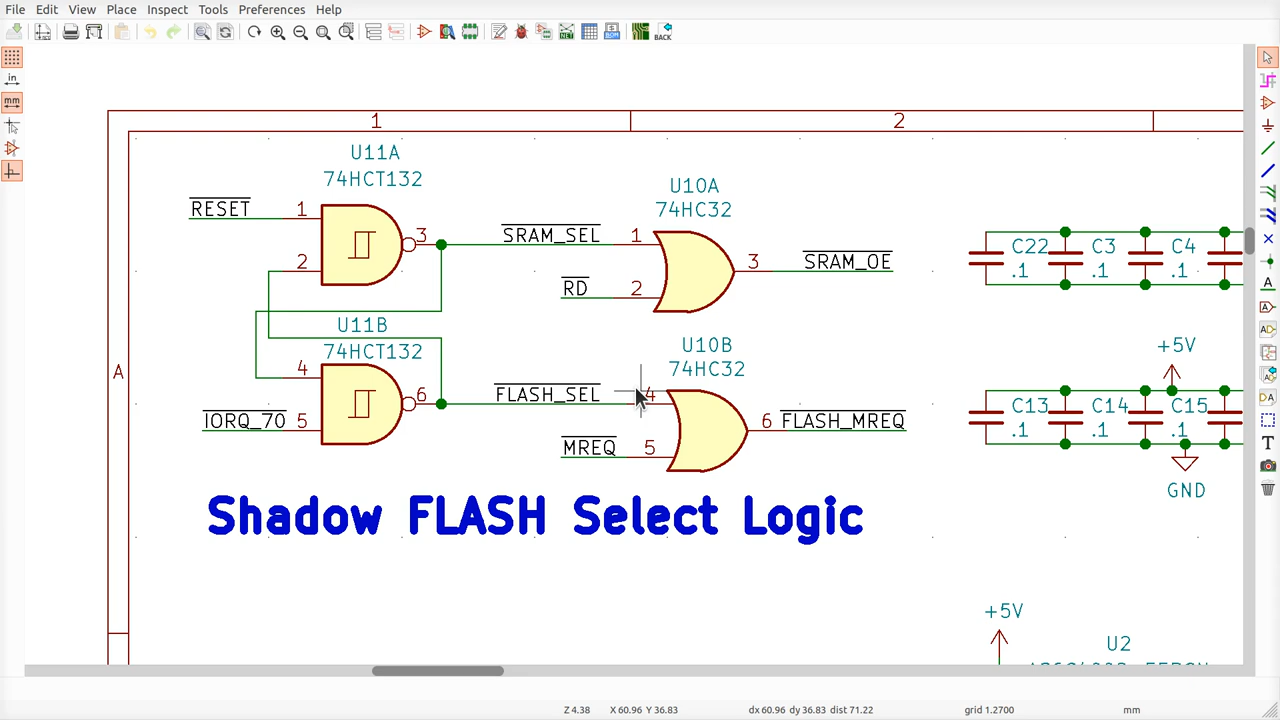 File Edit View Place Inspect Tools Preferences Help
BACK
in
mm
1 2
A
U11A
74HCT132
RESET 1
2
3
U11B
74HCT132
4
IORQ_70 5
6
SRAM_SEL 1
RD 2
U10A
74HC32
3 SRAM_OE
FLASH_SEL 4
MREQ 5
U10B
74HC32
6 FLASH_MREQ
Shadow FLASH Select Logic
C22 C3 C4
.1 .1 .1
+5V
C13 C14 C15
.1 .1 .1
GND
+5V
U2
Z 4.38 X 60.96 Y 36.83 dx 60.96 dy 36.83 dist 71.22 grid 1.2700 mm